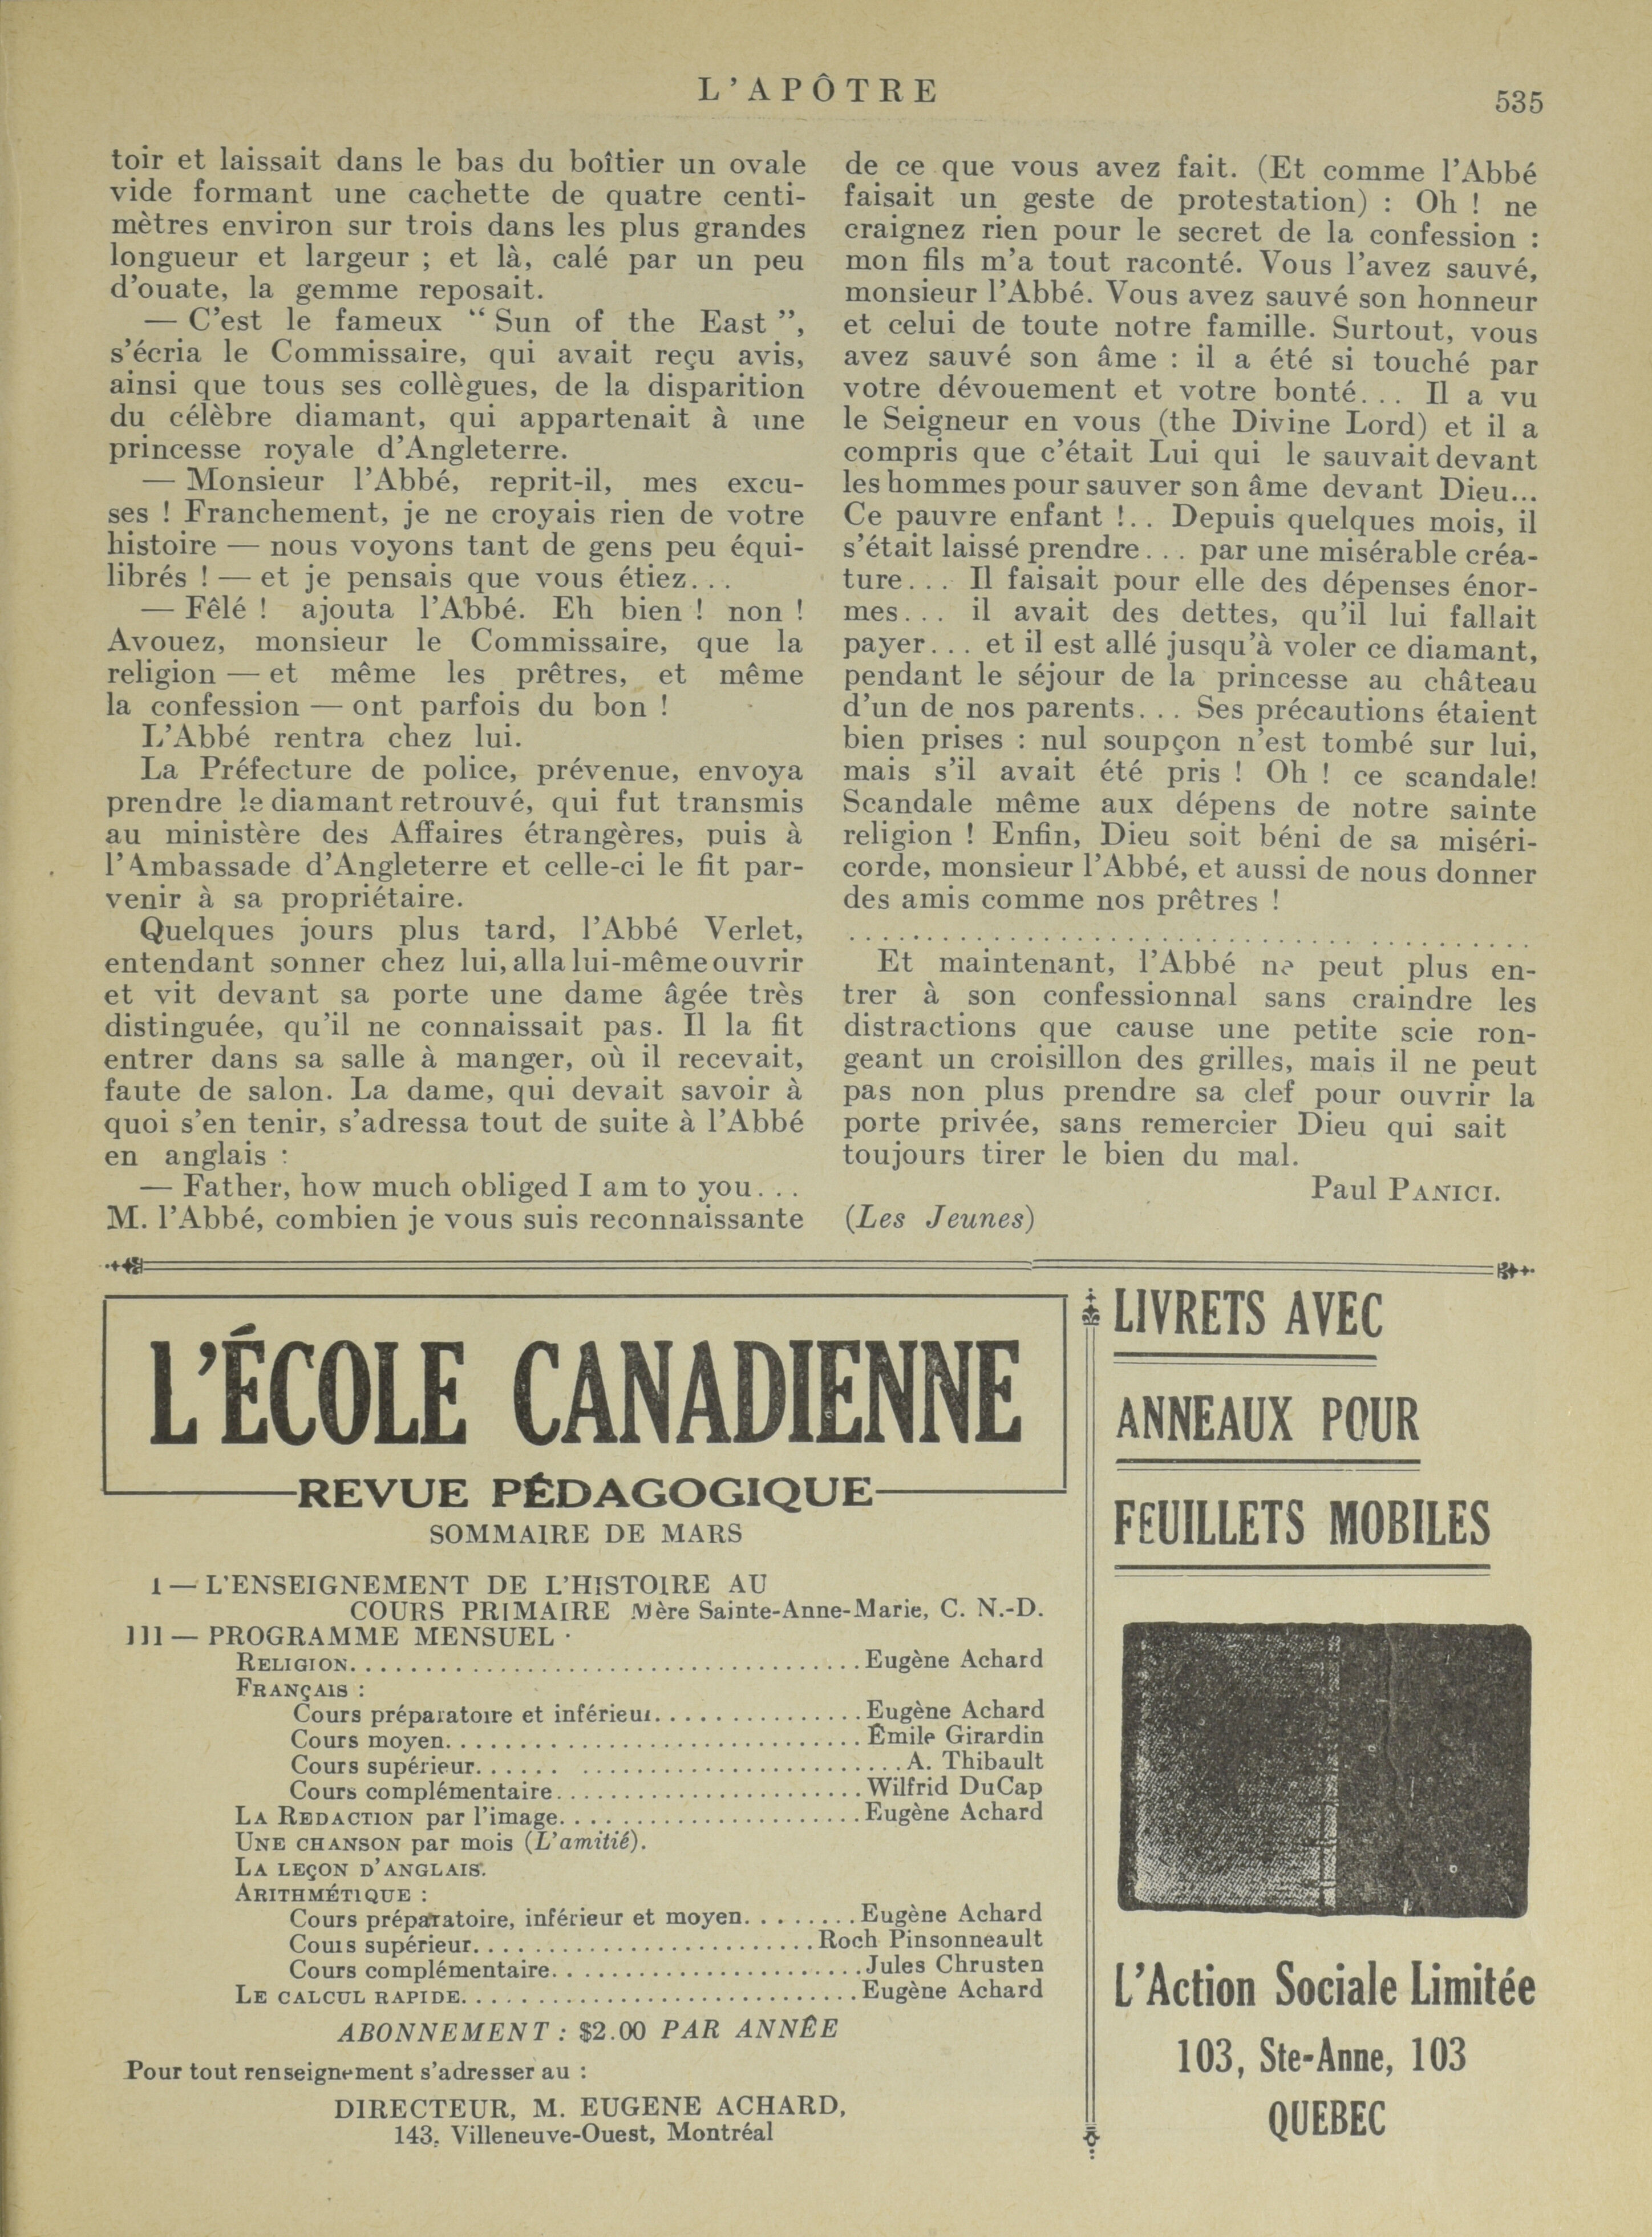 L'APÔTRE
535
toir et laissait dans le bas du boîtier un ovale
vide formant une cachette de quatre centi-
mètres environ sur trois dans les plus grandes
longueur et largeur ; et là, calé par un peu
d'ouate, la gemme reposait.
— C'est le fameux “ Sun of the East ”,
s'écria le Commissaire, qui avait reçu avis,
ainsi que tous ses collègues, de la disparition
du célèbre diamant, qui appartenait à une
princesse royale d'Angleterre.
— Monsieur l'Abbé, reprit-il, mes excu-
ses ! Franchement, je ne croyais rien de votre
histoire — nous voyons tant de gens peu équi-
librés ! — et je pensais que vous étiez...
— Fêlé ! ajouta l'Abbé. Eh bien ! non !
Avouez, monsieur le Commissaire, que la
religion — et même les prêtres, et même
la confession — ont parfois du bon !
L'Abbé rentra chez lui.
La Préfecture de police, prévenue, envoya
prendre le diamant retrouvé, qui fut transmis
au ministère des Affaires étrangères, puis à
l'Ambassade d'Angleterre et celle-ci le fit par-
venir à sa propriétaire.
Quelques jours plus tard, l'Abbé Verlet,
entendant sonner chez lui, alla lui-même ouvrir
et vit devant sa porte une dame âgée très
distinguée, qu'il ne connaissait pas. Il la fit
entrer dans sa salle à manger, où il recevait,
faute de salon. La dame, qui devait savoir à
quoi s'en tenir, s'adressa tout de suite à l'Abbé
en anglais :
— Father, how much obliged I am to you...
M. l'Abbé, combien je vous suis reconnaissante
de ce que vous avez fait. (Et comme l'Abbé
faisait un geste de protestation) : Oh ! ne
craignez rien pour le secret de la confession :
mon fils m'a tout raconté. Vous l'avez sauvé,
monsieur l'Abbé. Vous avez sauvé son honneur
et celui de toute notre famille. Surtout, vous
avez sauvé son âme : il a été si touché par
votre dévouement et votre bonté... Il a vu
le Seigneur en vous (the Divine Lord) et il a
compris que c'était Lui qui le sauvait devant
les hommes pour sauver son âme devant Dieu...
Ce pauvre enfant !.. Depuis quelques mois, il
s'était laissé prendre... par une misérable créa-
ture... Il faisait pour elle des dépenses énor-
mes... il avait des dettes, qu'il lui fallait
payer... et il est allé jusqu'à voler ce diamant,
pendant le séjour de la princesse au château
d'un de nos parents... Ses précautions étaient
bien prises : nul soupçon n'est tombé sur lui,
mais s'il avait été pris ! Oh ! ce scandale!
Scandale même aux dépens de notre sainte
religion ! Enfin, Dieu soit béni de sa miséri-
corde, monsieur l'Abbé, et aussi de nous donner
des amis comme nos prêtres !
........................................
Et maintenant, l'Abbé ne peut plus en-
trer à son confessionnal sans craindre les
distractions que cause une petite scie ron-
geant un croisillon des grilles, mais il ne peut
pas non plus prendre sa clef pour ouvrir la
porte privée, sans remercier Dieu qui sait
toujours tirer le bien du mal.
Paul PANICI.
(Les Jeunes)
L'ÉCOLE CANADIENNE
REVUE PÉDAGOGIQUE
SOMMAIRE DE MARS
I — L'ENSEIGNEMENT DE L'HISTOIRE AU
COURS PRIMAIRE Mère Sainte-Anne-Marie, C. N.-D.
III — PROGRAMME MENSUEL ·
RELIGION.................................... Eugène Achard
FRANÇAIS :
Cours préparatoire et inférieur............... Eugène Achard
Cours moyen.............................. Émile Girardin
Cours supérieur............................ A. Thibault
Cours complémentaire...................... Wilfrid DuCap
LA REDACTION par l'image..................... Eugène Achard
UNE CHANSON par mois (L'amitié).
LA LEÇON D'ANGLAIS.
ARITHMÉTIQUE :
Cours préparatoire, inférieur et moyen........ Eugène Achard
Cours supérieur......................... Roch Pinsonneault
Cours complémentaire...................... Jules Chrusten
LE CALCUL RAPIDE............................ Eugène Achard
ABONNEMENT : $2.00 PAR ANNÊE
Pour tout renseignement s'adresser au :
DIRECTEUR, M. EUGENE ACHARD,
143, Villeneuve-Ouest, Montréal
LIVRETS AVEC
ANNEAUX POUR
FEUILLETS MOBILES
L'Action Sociale Limitée
103, Ste-Anne, 103
QUEBEC